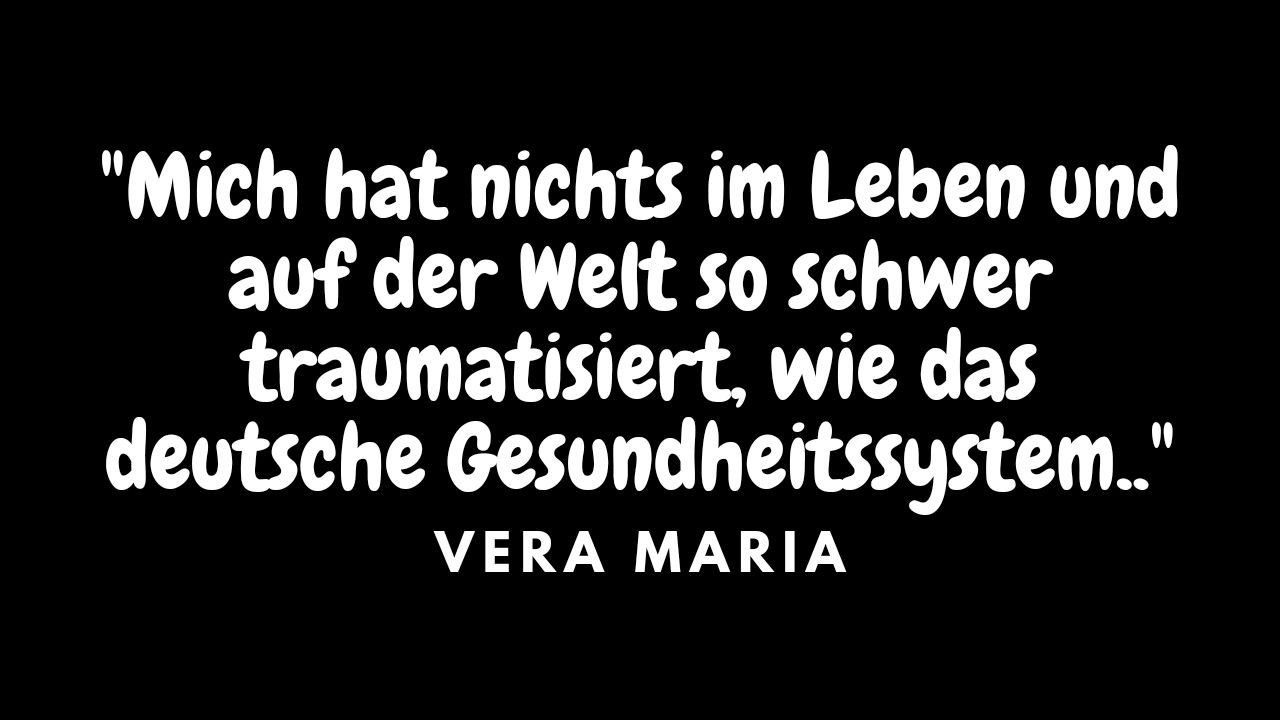 "Mich hat nichts im Leben und
auf der Welt so schwer
traumatisiert, wie das
deutsche Gesundheitssystem.."
VERA MARIA